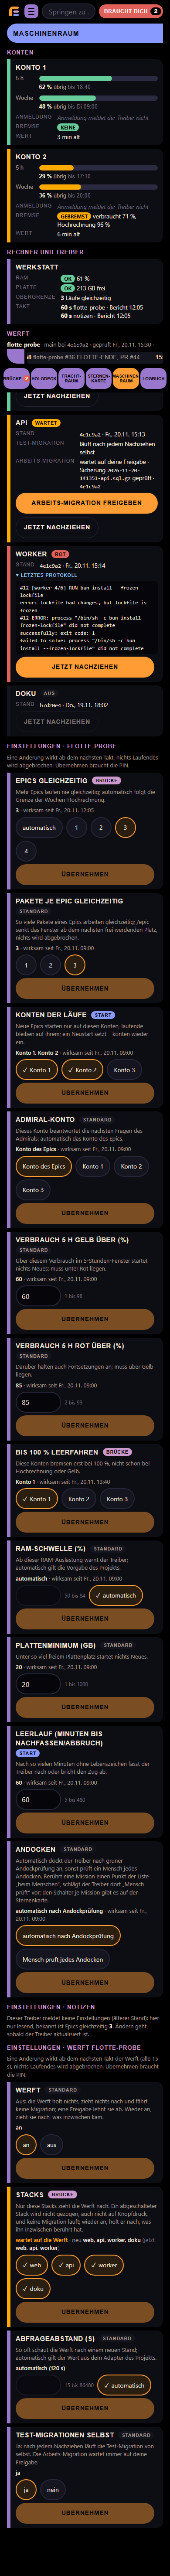 Springen zu ...
BRAUCHT DICH 2
MASCHINENRAUM
KONTEN
KONTO 1
5 h
62 % übrig bis 18:40
Woche
48 % übrig bis Di 09:00
ANMELDUNG Anmeldung meldet der Treiber nicht
BREMSE KEINE
WERT 3 min alt
KONTO 2
5 h
29 % übrig bis 17:10
Woche
36 % übrig bis 20:00
ANMELDUNG Anmeldung meldet der Treiber nicht
BREMSE GEBREMST verbraucht 71 %, Hochrechnung 96 %
WERT 6 min alt
RECHNER UND TREIBER
WERKSTATT
RAM OK 61 %
PLATTE OK 213 GB frei
OBERGRENZE 3 Läufe gleichzeitig
TAKT 60 s flotte-probe · Bericht 12:05
60 s notizen · Bericht 12:05
WERFT
flotte-probe · main bei 4e1c9a2 · geprüft Fr., 20.11. 15:30 ·
flotte-probe #36 FLOTTE-ENDE, PR #44
BRÜCKE
HOLODECK
FRACHT-RAUM
STERNEN-KARTE
MASCHINEN RAUM
LOGBUCH
JETZT NACHZIEHEN
API WARTET
STAND 4e1c9a2 · Fr., 20.11. 15:13
TEST-MIGRATION läuft nach jedem Nachziehen selbst
ARBEITS-MIGRATION wartet auf deine Freigabe · Sicherung 2026-11-20-141351-api.sql.gz geprüft · 4e1c9a2
ARBEITS-MIGRATION FREIGEBEN
JETZT NACHZIEHEN
WORKER ROT
STAND 4e1c9a2 · Fr., 20.11. 15:14
▾ LETZTES PROTOKOLL
#12 [worker 4/6] RUN bun install --frozen-lockfile
error: lockfile had changes, but lockfile is frozen
#12 ERROR: process "/bin/sh -c bun install --frozen-lockfile" did not complete successfully: exit code: 1
failed to solve: process "/bin/sh -c bun install --frozen-lockfile" did not complete
JETZT NACHZIEHEN
DOKU AUS
STAND b7d20e4 · Do., 19.11. 18:02
JETZT NACHZIEHEN
EINSTELLUNGEN · FLOTTE-PROBE
Eine Änderung wirkt ab dem nächsten Takt, nichts Laufendes wird abgebrochen. Übernehmen braucht die PIN.
EPICS GLEICHZEITIG BRÜCKE
Mehr Epics laufen nie gleichzeitig; automatisch folgt die Grenze der Wochen-Hochrechnung.
3 · wirksam seit Fr., 20.11. 12:05
automatisch 1 2 3
4
ÜBERNEHMEN
PAKETE JE EPIC GLEICHZEITIG
STANDARD
So viele Pakete eines Epics arbeiten gleichzeitig; /epic senkt das Fenster ab dem nächsten frei werdenden Platz, nichts wird abgebrochen.
3 · wirksam seit Fr., 20.11. 09:00
1 2 3
ÜBERNEHMEN
KONTEN DER LÄUFE START
Neue Epics starten nur auf diesen Konten, laufende bleiben auf ihrem; ein Neustart setzt --konten wieder ein.
Konto 1, Konto 2 · wirksam seit Fr., 20.11. 09:00
✓ Konto 1 ✓ Konto 2 Konto 3
ÜBERNEHMEN
ADMIRAL-KONTO STANDARD
Dieses Konto beantwortet die nächsten Fragen des Admirals; automatisch das Konto des Epics.
Konto des Epics · wirksam seit Fr., 20.11. 09:00
Konto des Epics Konto 1 Konto 2
Konto 3
ÜBERNEHMEN
VERBRAUCH 5 H GELB ÜBER (%)
STANDARD
Über diesem Verbrauch im 5-Stunden-Fenster startet nichts Neues; muss unter Rot liegen.
60 · wirksam seit Fr., 20.11. 09:00
60 1 bis 98
ÜBERNEHMEN
VERBRAUCH 5 H ROT ÜBER (%)
STANDARD
Darüber halten auch Fortsetzungen an; muss über Gelb liegen.
85 · wirksam seit Fr., 20.11. 09:00
85 2 bis 99
ÜBERNEHMEN
BIS 100 % LEERFAHREN BRÜCKE
Diese Konten bremsen erst bei 100 %, nicht schon bei Hochrechnung oder Gelb.
Konto 1 · wirksam seit Fr., 20.11. 13:40
✓ Konto 1 Konto 2 Konto 3
ÜBERNEHMEN
RAM-SCHWELLE (%) STANDARD
Ab dieser RAM-Auslastung warnt der Treiber; automatisch gilt die Vorgabe des Projekts.
automatisch · wirksam seit Fr., 20.11. 09:00
50 bis 84 ✓ automatisch
ÜBERNEHMEN
PLATTENMINIMUM (GB) STANDARD
Unter so viel freiem Plattenplatz startet nichts Neues.
20 · wirksam seit Fr., 20.11. 09:00
20 1 bis 1000
ÜBERNEHMEN
LEERLAUF (MINUTEN BIS NACHFASSEN/ABBRUCH)
START
Nach so vielen Minuten ohne Lebenszeichen fasst der Treiber nach oder bricht den Zug ab.
60 · wirksam seit Fr., 20.11. 09:00
60 5 bis 480
ÜBERNEHMEN
ANDOCKEN STANDARD
Automatisch dockt der Treiber nach grüner Andockprüfung an, sonst prüft ein Mensch jedes Andocken. Berührt eine Mission einen Punkt der Liste „beim Menschen“, schlägt der Treiber dort „Mensch prüft“ vor; den Schalter je Mission gibt es auf der Sternenkarte.
automatisch nach Andockprüfung · wirksam seit Fr., 20.11. 09:00
automatisch nach Andockprüfung
Mensch prüft jedes Andocken
ÜBERNEHMEN
EINSTELLUNGEN · NOTIZEN
Dieser Treiber meldet keine Einstellungen (älterer Stand); hier nur lesend, bekannt ist Epics gleichzeitig 3. Ändern geht, sobald der Treiber aktualisiert ist.
EINSTELLUNGEN · WERFT FLOTTE-PROBE
Eine Änderung wirkt ab dem nächsten Takt der Werft (alle 15 s), nichts Laufendes wird abgebrochen. Übernehmen braucht die PIN.
WERFT STANDARD
Aus: die Werft holt nichts, zieht nichts nach und fährt keine Migration; eine Freigabe lehnt sie ab. Wieder an, zieht sie nach, was inzwischen kam.
an
an aus
ÜBERNEHMEN
STACKS BRÜCKE
Nur diese Stacks zieht die Werft nach. Ein abgeschalteter Stack wird nicht gezogen, auch nicht auf Knopfdruck, und keine Migration läuft; wieder an, holt er nach, was ihm inzwischen berührt hat.
wartet auf die Werft · neu web, api, worker, doku (jetzt web, api, worker)
✓ web ✓ api ✓ worker
✓ doku
ÜBERNEHMEN
ABFRAGEABSTAND (S) STANDARD
So oft schaut die Werft nach einem neuen Stand; automatisch gilt der Wert aus dem Adapter des Projekts.
automatisch (120 s)
15 bis 86400 ✓ automatisch
ÜBERNEHMEN
TEST-MIGRATIONEN SELBST STANDARD
Ja: nach jedem Nachziehen läuft die Test-Migration von selbst. Die Arbeits-Migration wartet immer auf deine Freigabe.
ja
ja nein
ÜBERNEHMEN